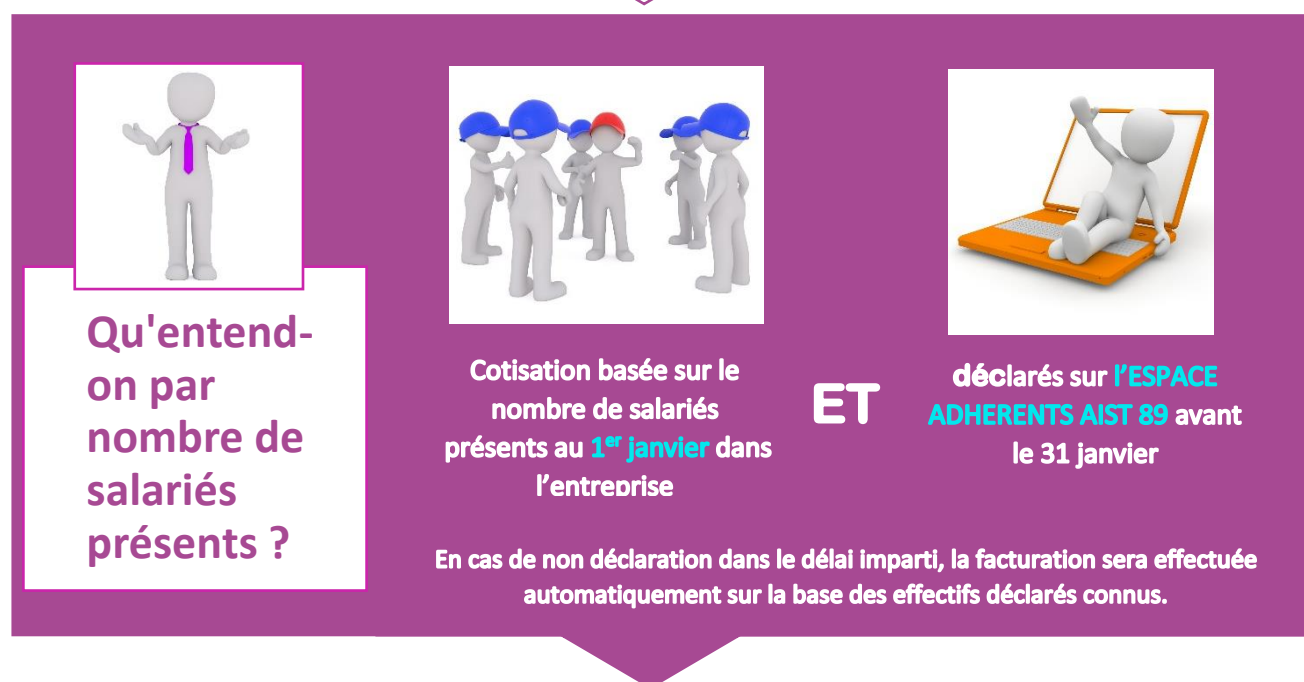 Qu'entend-
on par
nombre de
salariés
présents ?
Cotisation basée sur le
nombre de salariés
présents au 1er janvier dans
l'entreprise
ET
déclarés sur l'ESPACE
ADHERENTS AIST 89 avant
le 31 janvier
En cas de non déclaration dans le délai imparti, la facturation sera effectuée
automatiquement sur la base des effectifs déclarés connus.